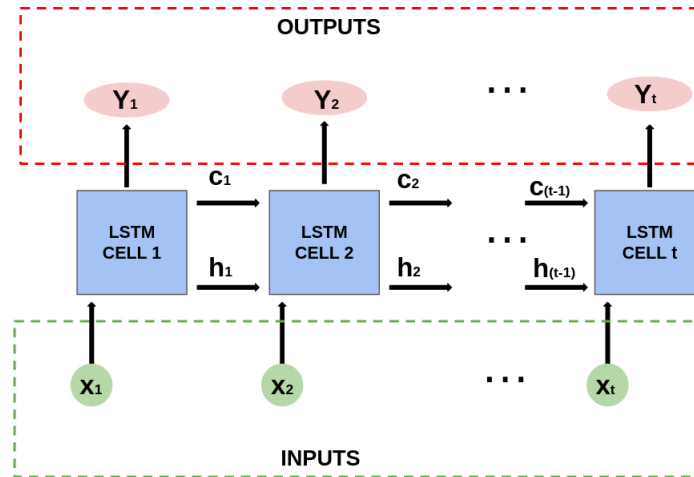 OUTPUTS
Y1 Y2 ... Yt
c1 c2 c(t-1)
LSTM CELL 1
LSTM CELL 2
...
LSTM CELL t
h1 h2 h(t-1)
x1 x2 ... xt
INPUTS